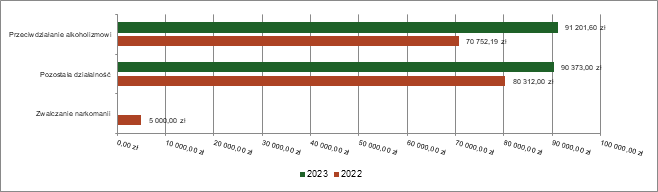 91 201,60 zł
Przeciwdziałanie alkoholizmowi
70 752,19 zł
90 373,00 zł
Pozostała działalność
80 312,00 zł
Zwalczanie narkomanii
5 000,00 zł
0,00 zł 10 000,00 zł 20 000,00 zł 30 000,00 zł 40 000,00 zł 50 000,00 zł 60 000,00 zł 70 000,00 zł 80 000,00 zł 90 000,00 zł 100 000,00 zł
2023 2022